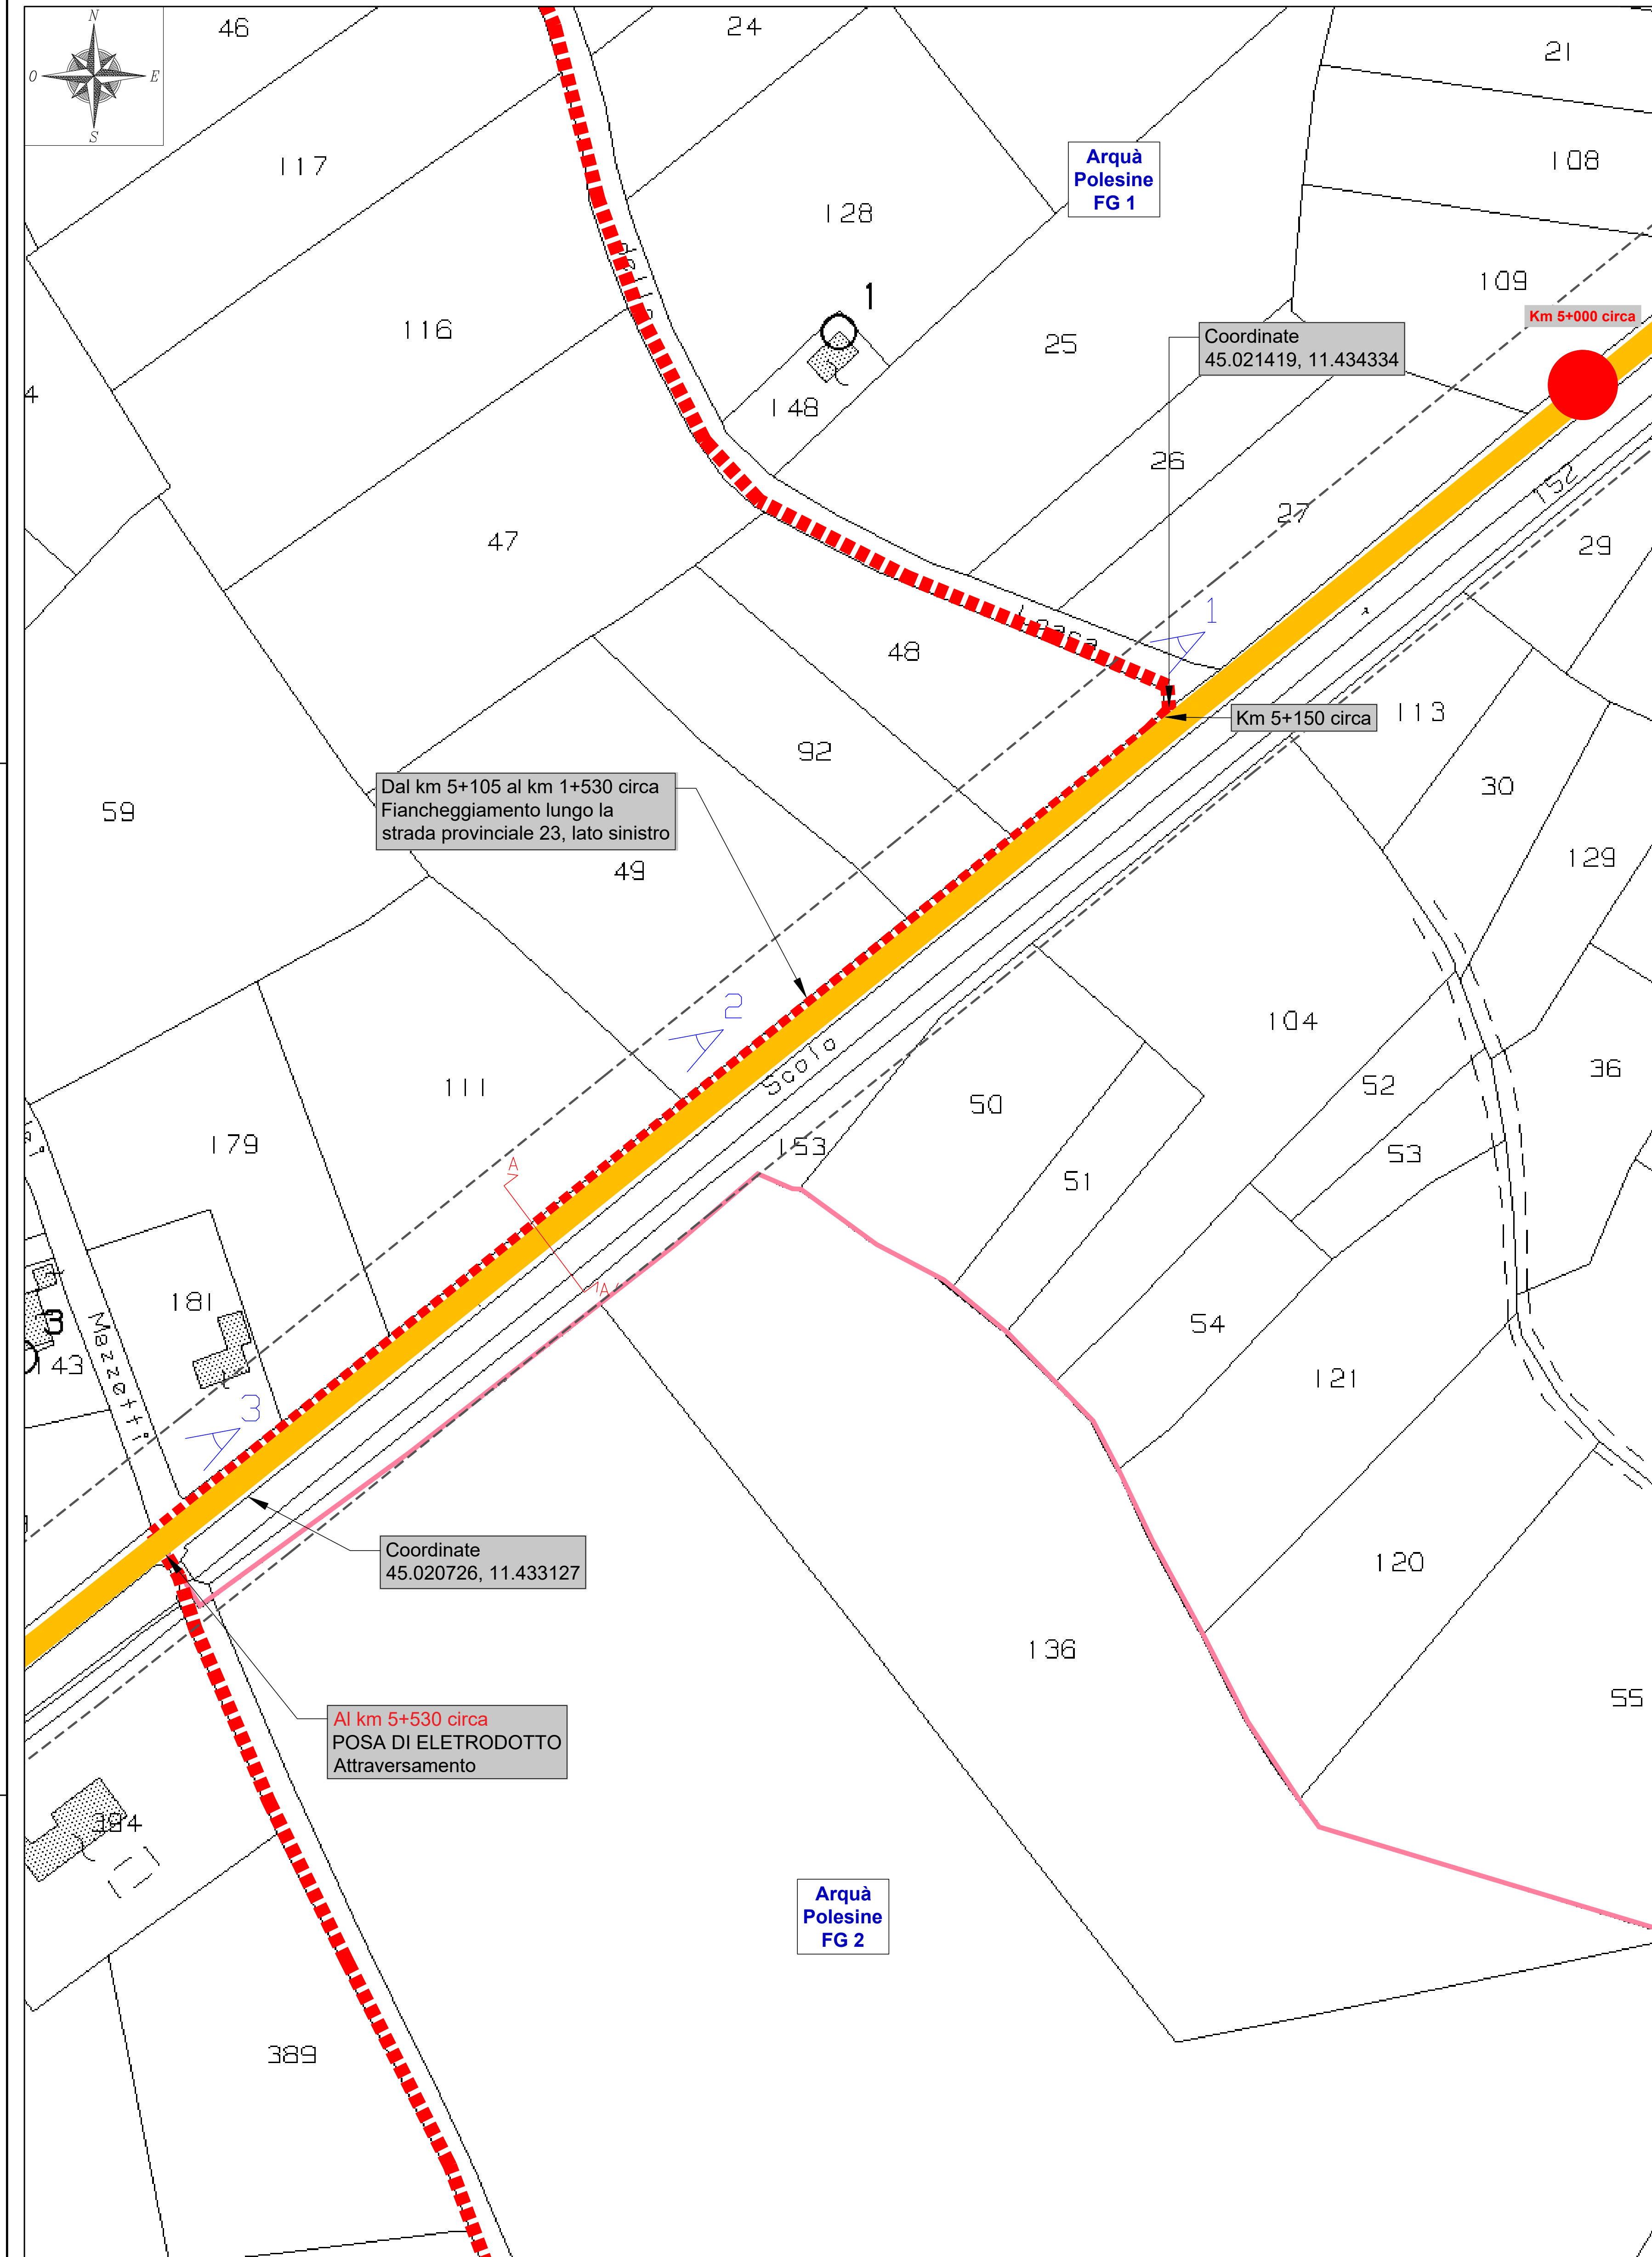 N
O
E
S
46
24
21
117
128
108
Arquà
Polesine
FG 1
116
1
109
Km 5+000 circa
25
Coordinate
45.021419, 11.434334
4
148
26
27
152
47
29
1
48
113
Km 5+150 circa
92
30
Dal km 5+105 al km 1+530 circa
Fiancheggiamento lungo la
strada provinciale 23, lato sinistro
59
49
129
2
104
Scolo
111
50
52
36
179
153
53
A
51
A'
181
3
Mazzetti
54
143
121
3
Coordinate
45.020726, 11.433127
120
136
55
Al km 5+530 circa
POSA DI ELETRODOTTO
Attraversamento
394
Arquà
Polesine
FG 2
389